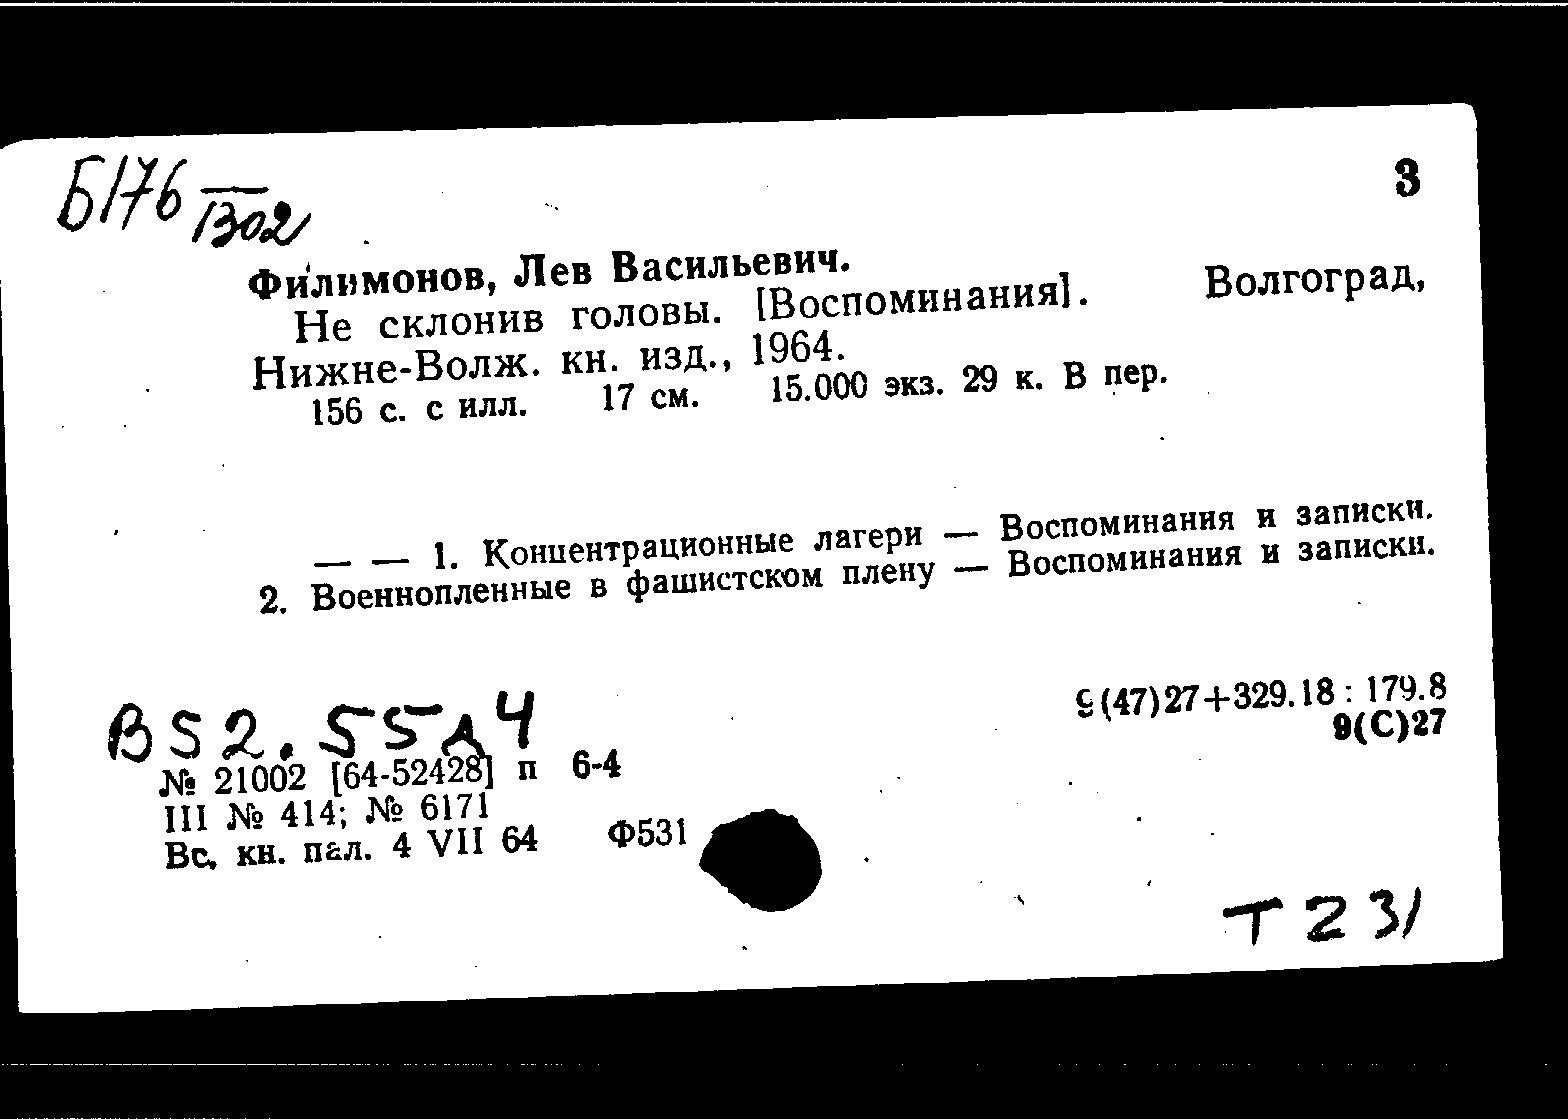 Б176
1302
3
Филимонов, Лев Васильевич.
Не склонив головы. [Воспоминания]. Волгоград,
Нижне-Волж. кн. изд., 1964.
156 с. с илл. 17 см. 15.000 экз. 29 к. В пер.
— — 1. Концентрационные лагери — Воспоминания и записки.
2. Военнопленные в фашистском плену — Воспоминания и записки.
9(47)27+329.18 : 179.8
9(С)27
В52.55д4
№ 21002 [64-52428] п 6-4
III № 414; № 6171
Вс. кн. пал. 4 VII 64 Ф531
Т231